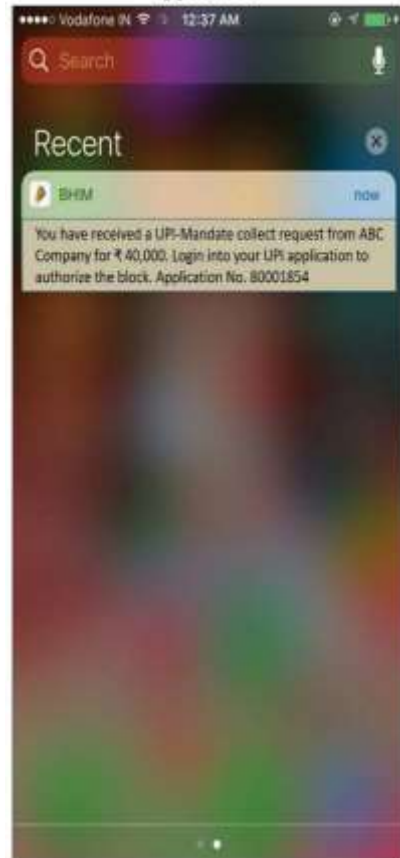 Vodafone IN 12:37 AM
Search
Recent
BHIM now
You have received a UPI-Mandate collect request from ABC
Company for ₹ 40,000. Login into your UPI application to
authorize the block. Application No. 80001854